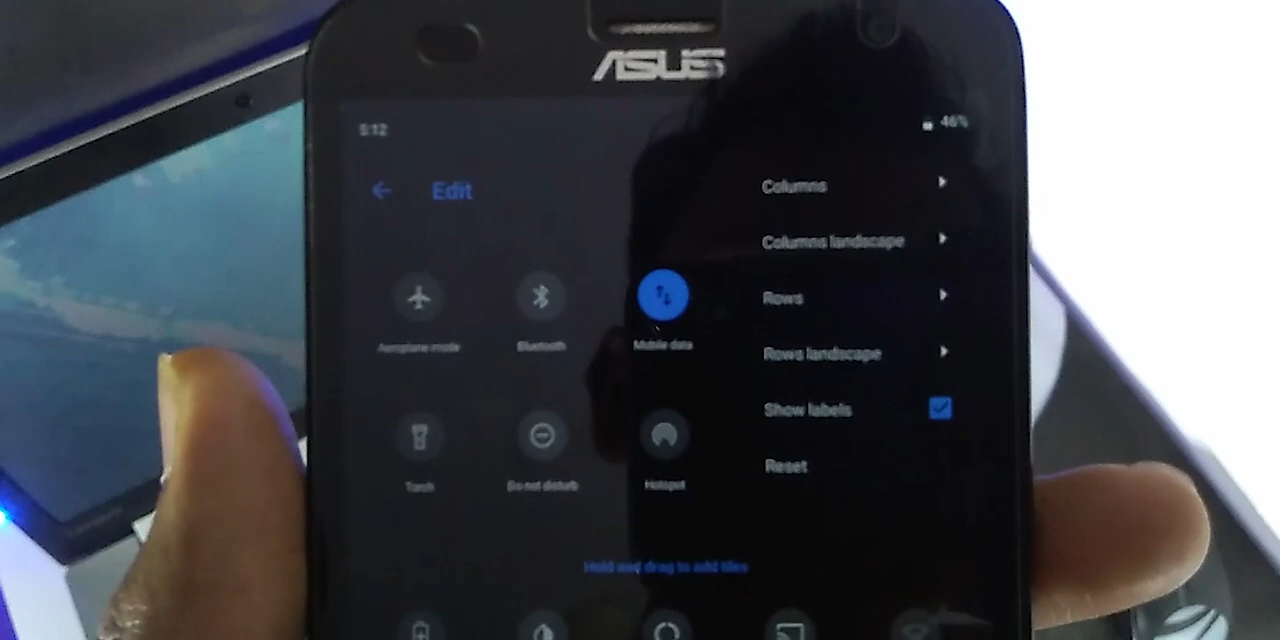 ASUS
5:12
46%
Edit
Columns
Columns landscape
Aeroplane mode
Bluetooth
Mobile data
Rows
Rows landscape
Show labels
Torch
Do not disturb
Hotspot
Reset
Hold and drag to add tiles